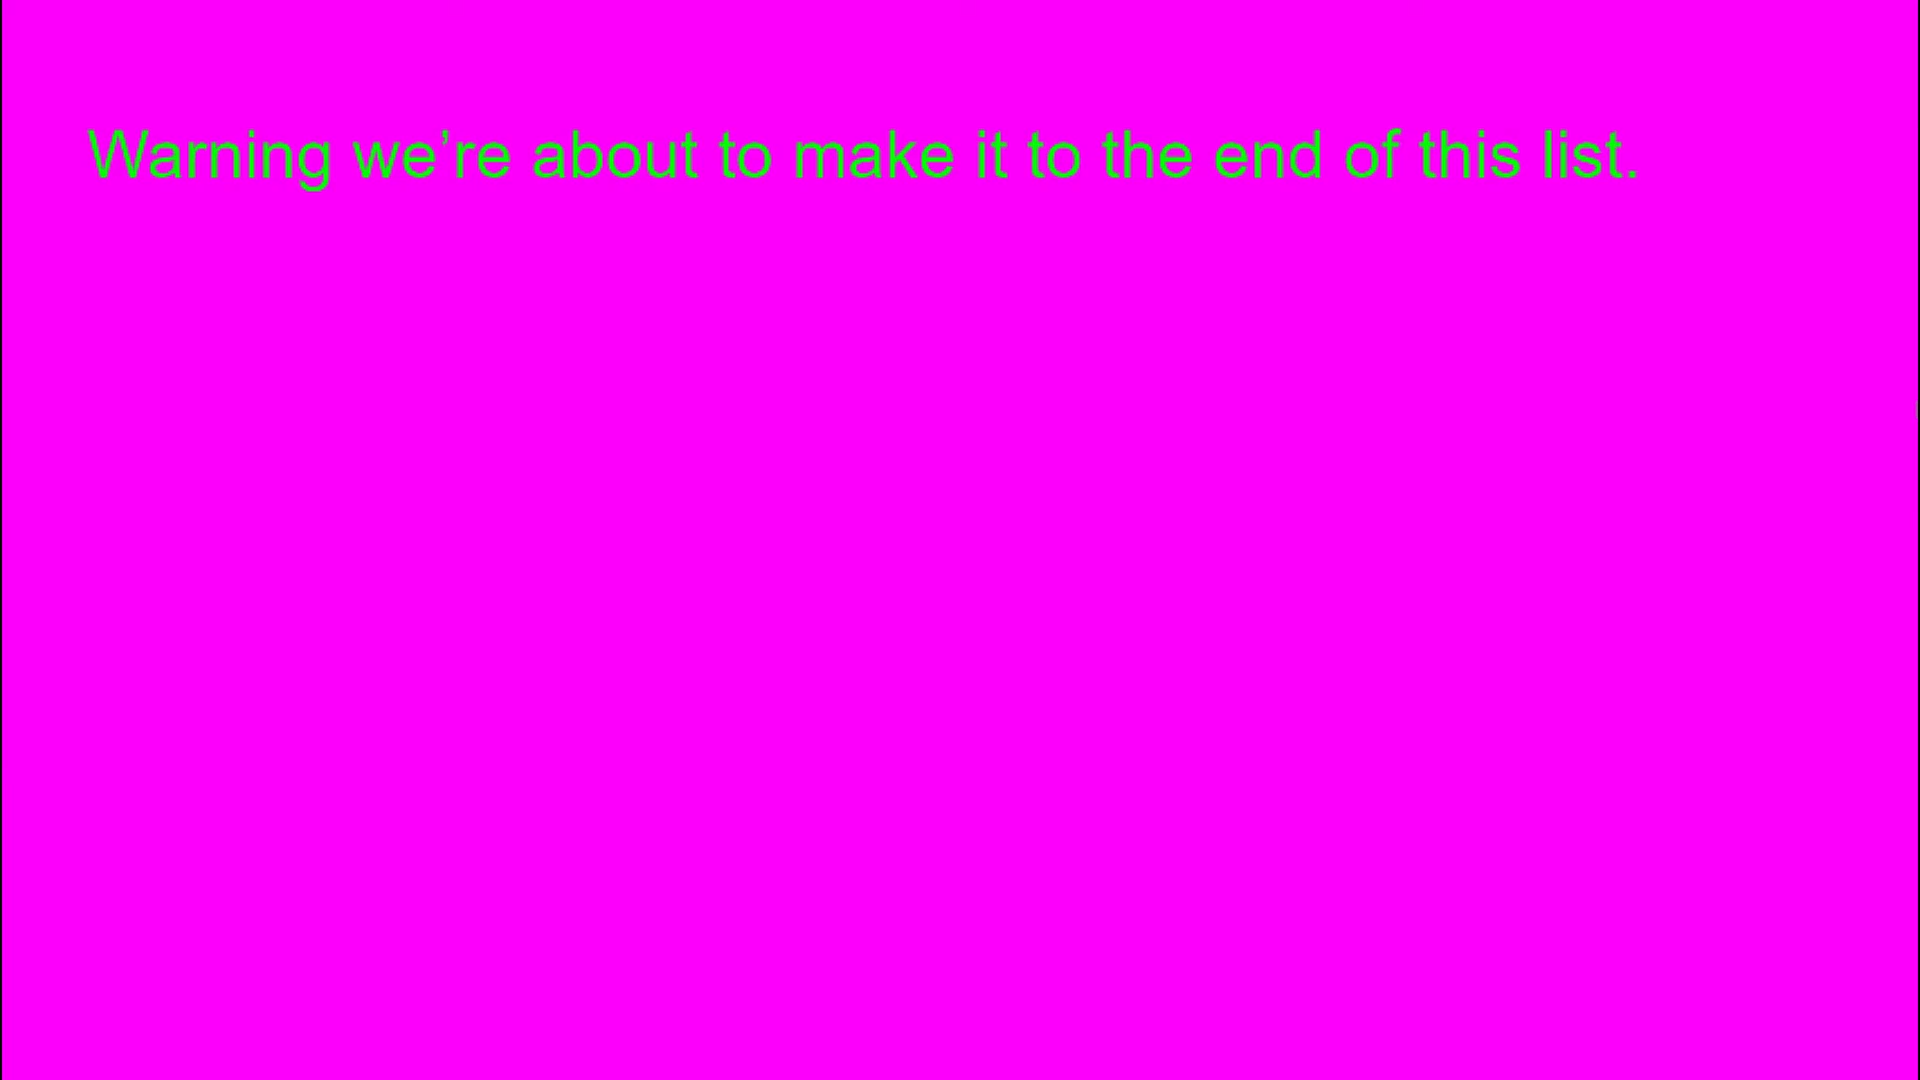 Warning we’re about to make it to the end of this list.